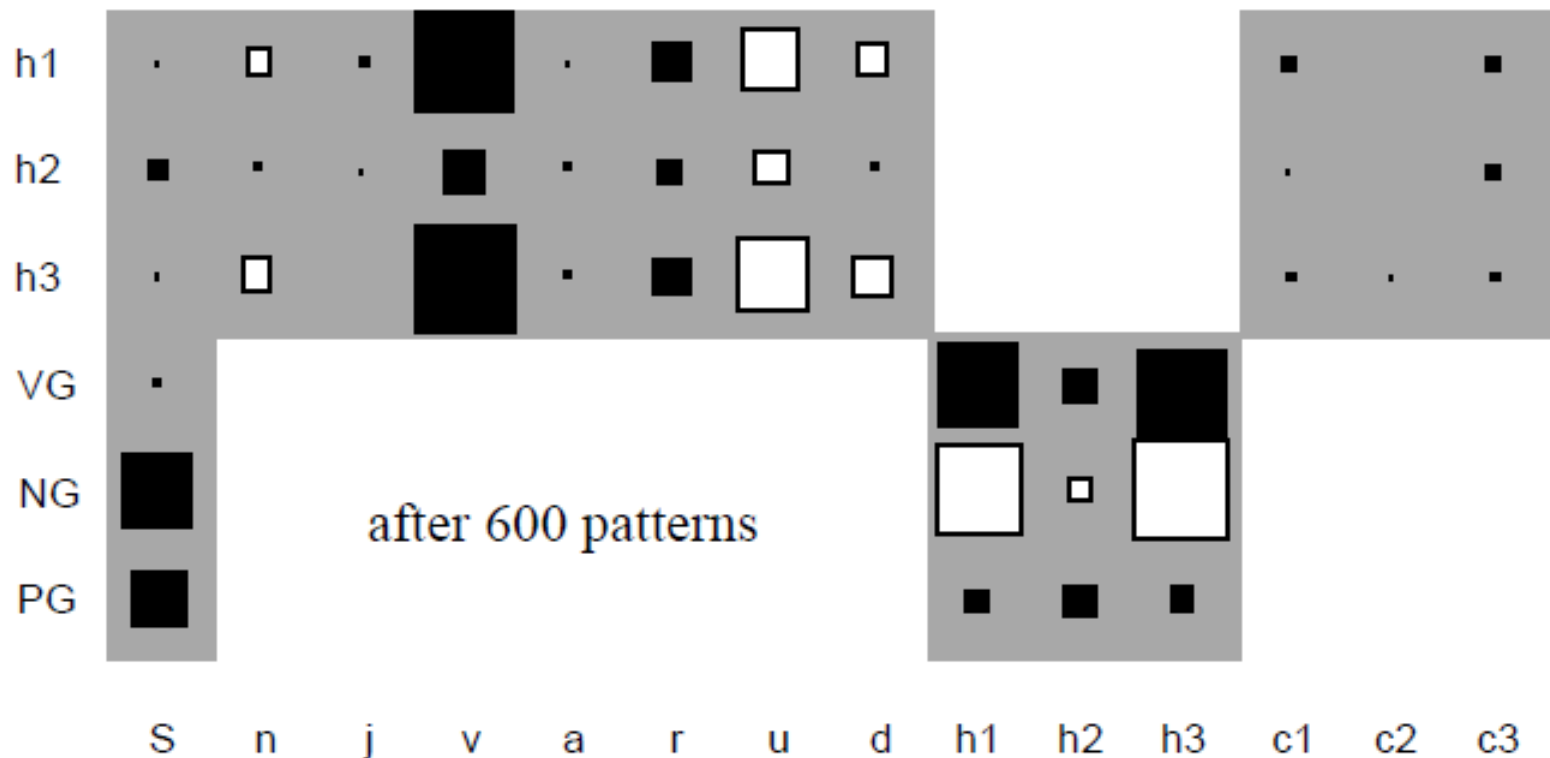 h1
h2
h3
VG
NG
after 600 patterns
PG
S n j v a r u d h1 h2 h3 c1 c2 c3